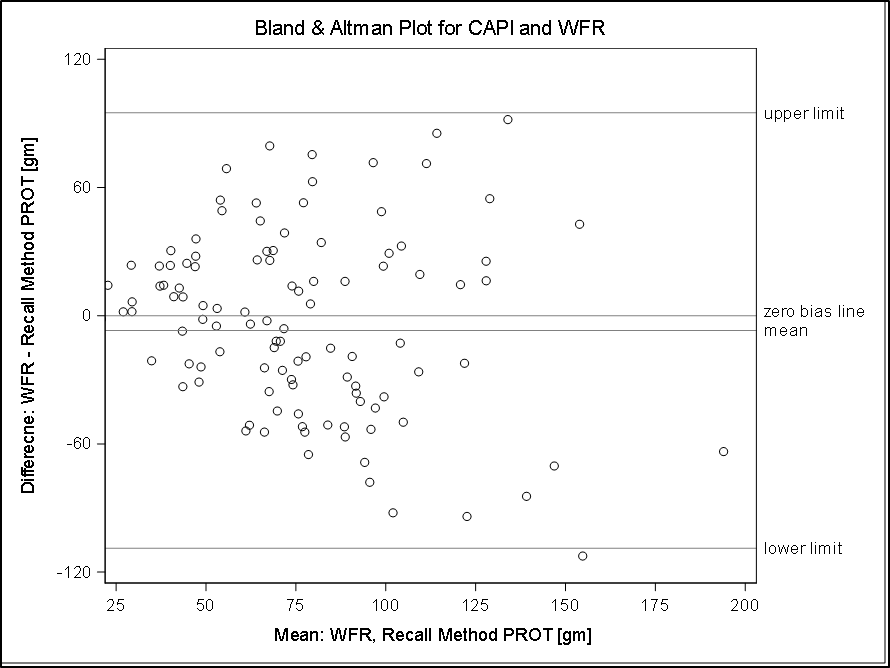 Bland & Altman Plot for CAPI and WFR
120
60
0
-60
-120
Differecne: WFR - Recall Method PROT [gm]
upper limit
zero bias line
mean
lower limit
25 50 75 100 125 150 175 200
Mean: WFR, Recall Method PROT [gm]